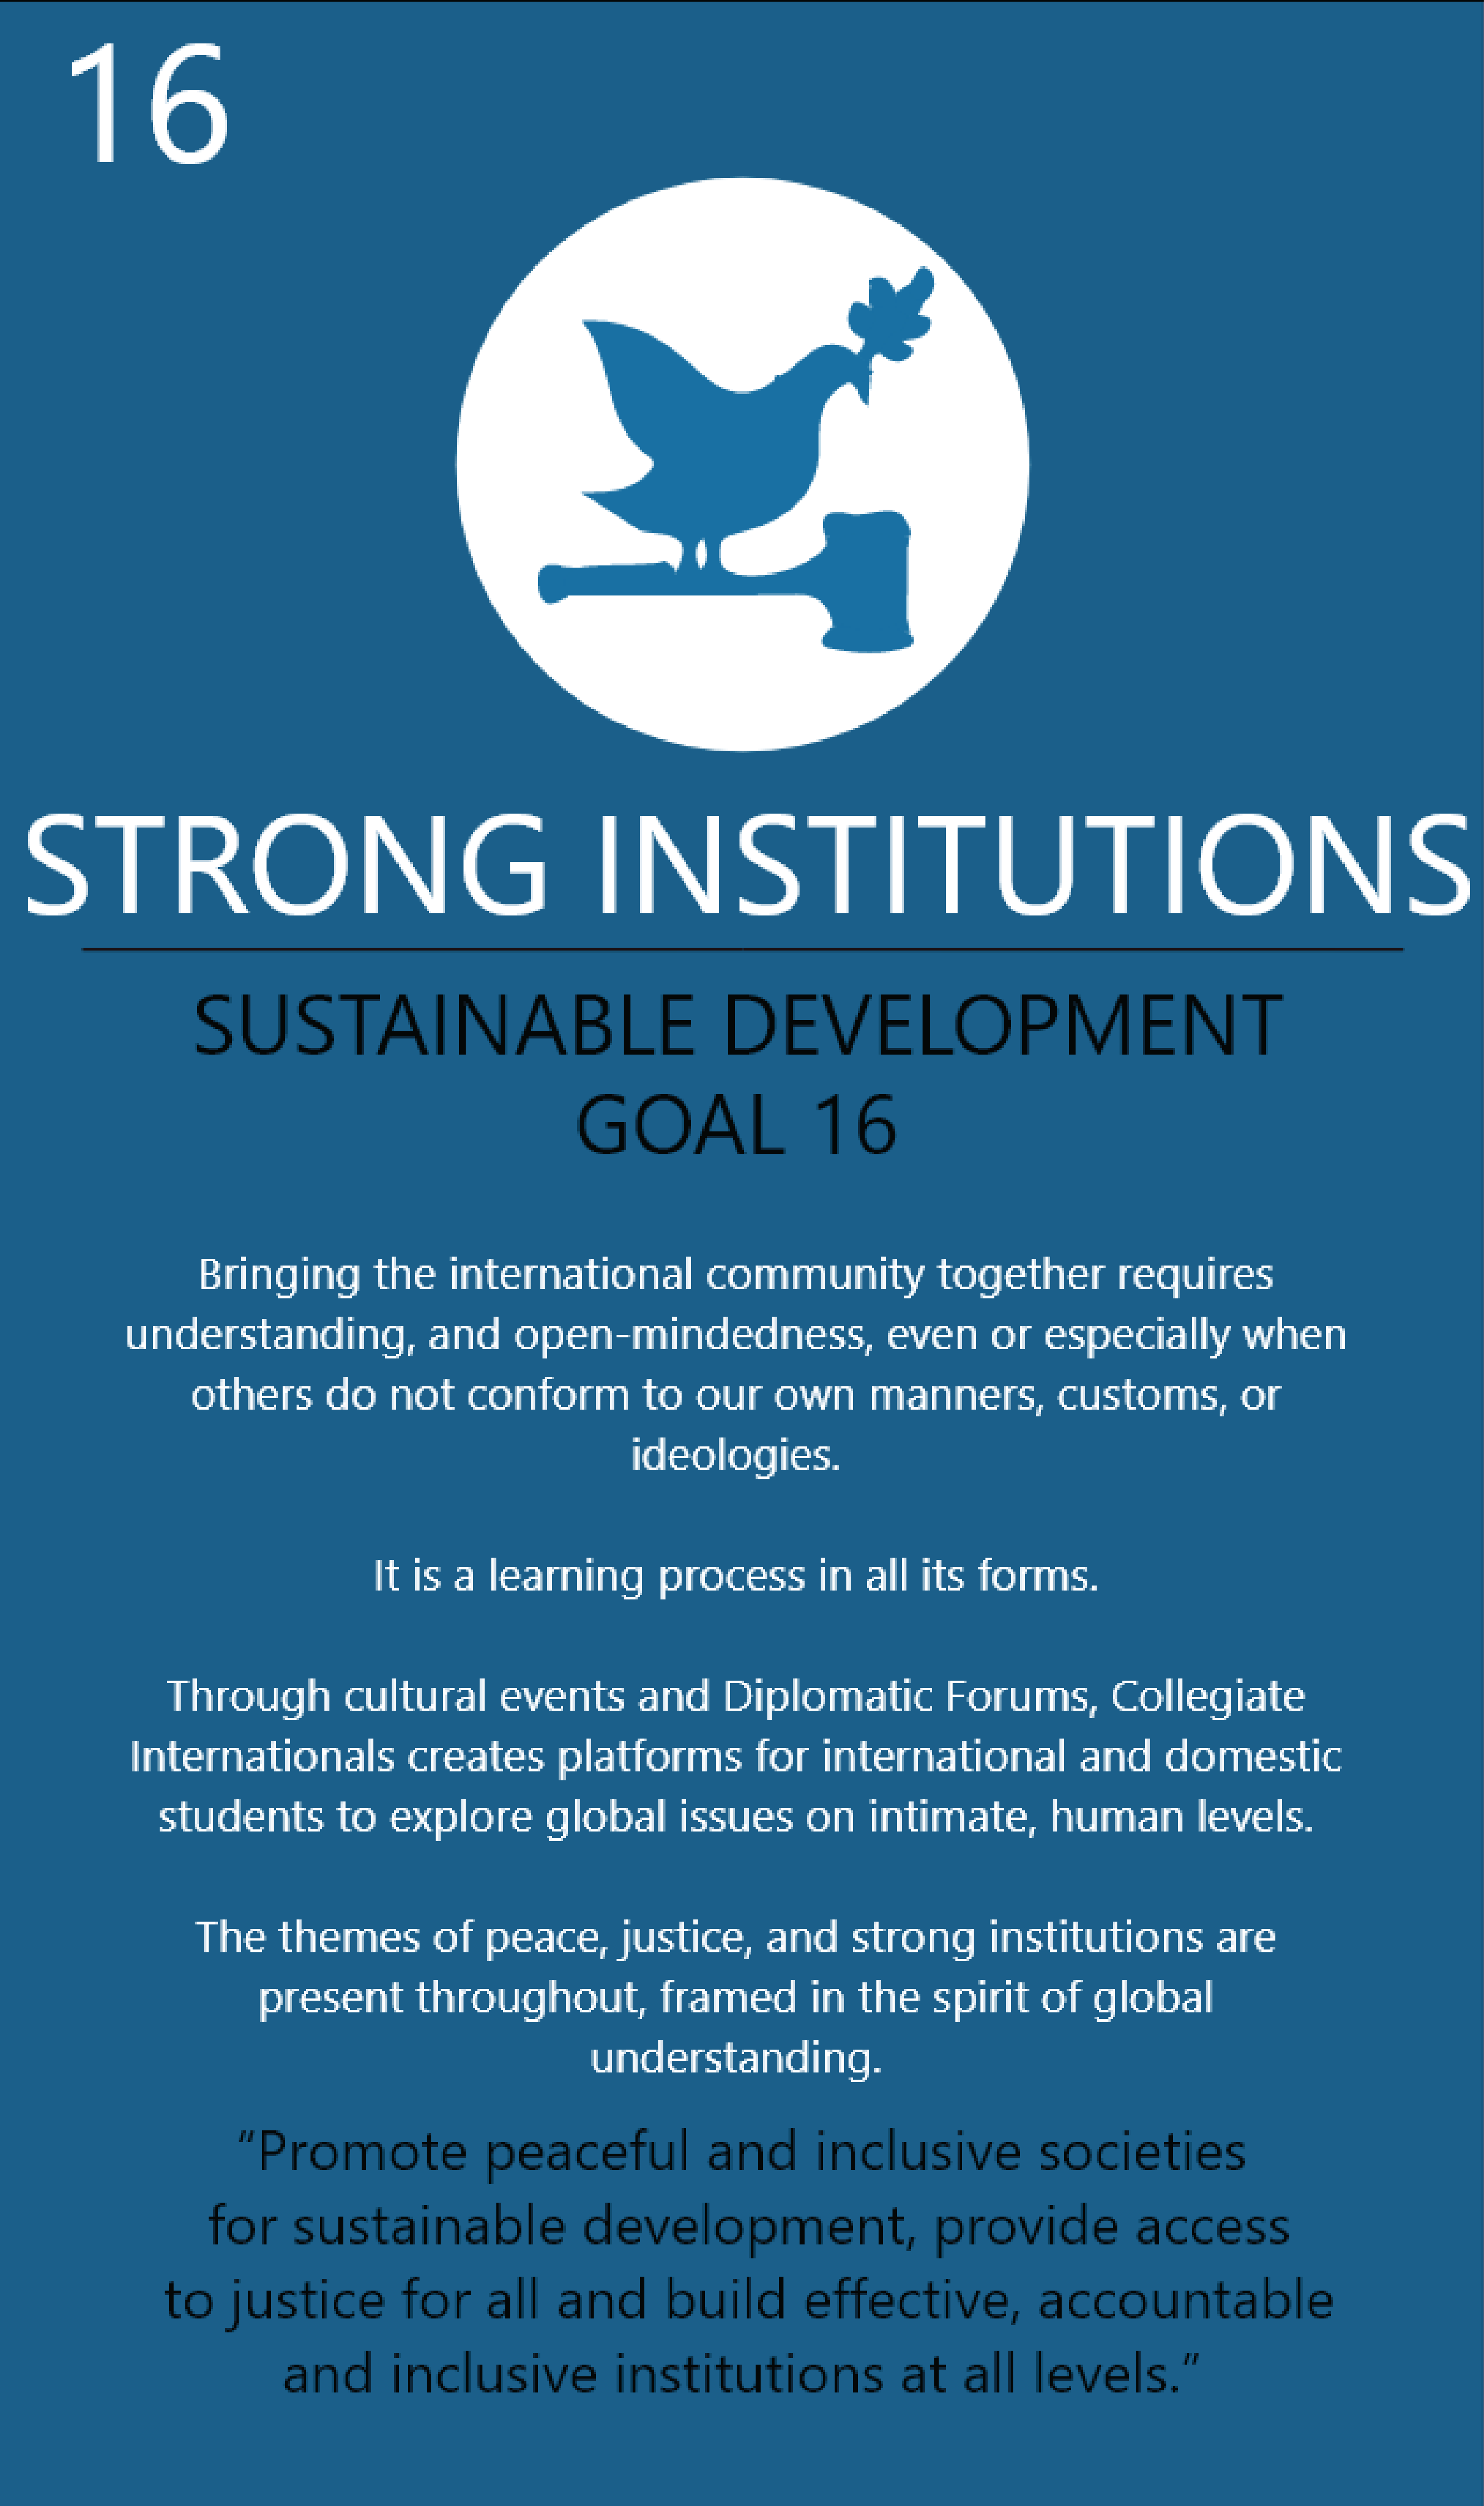 16
STRONG INSTITUTIONS
SUSTAINABLE DEVELOPMENT
GOAL 16
Bringing the international community together requires
understanding, and open-mindedness, even or especially when
others do not conform to our own manners, customs, or
ideologies.
It is a learning process in all its forms.
Through cultural events and Diplomatic Forums, Collegiate
Internationals creates platforms for international and domestic
students to explore global issues on intimate, human levels.
The themes of peace, justice, and strong institutions are
present throughout, framed in the spirit of global
understanding.
“Promote peaceful and inclusive societies
for sustainable development, provide access
to justice for all and build effective, accountable
and inclusive institutions at all levels.”